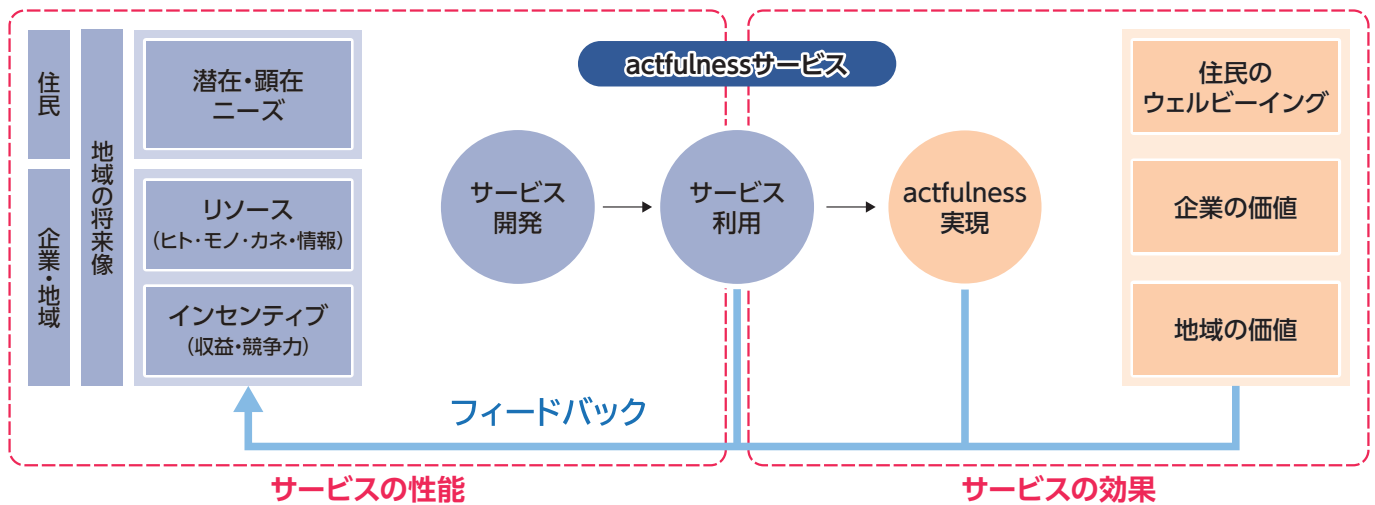 住民
企業・地域
地域の将来像
潜在・顕在
ニーズ
リソース
(ヒト・モノ・カネ・情報)
インセンティブ
(収益・競争力)
actfulnessサービス
サービス
開発
サービス
利用
actfulness
実現
住民の
ウェルビーイング
企業の価値
地域の価値
フィードバック
サービスの性能
サービスの効果